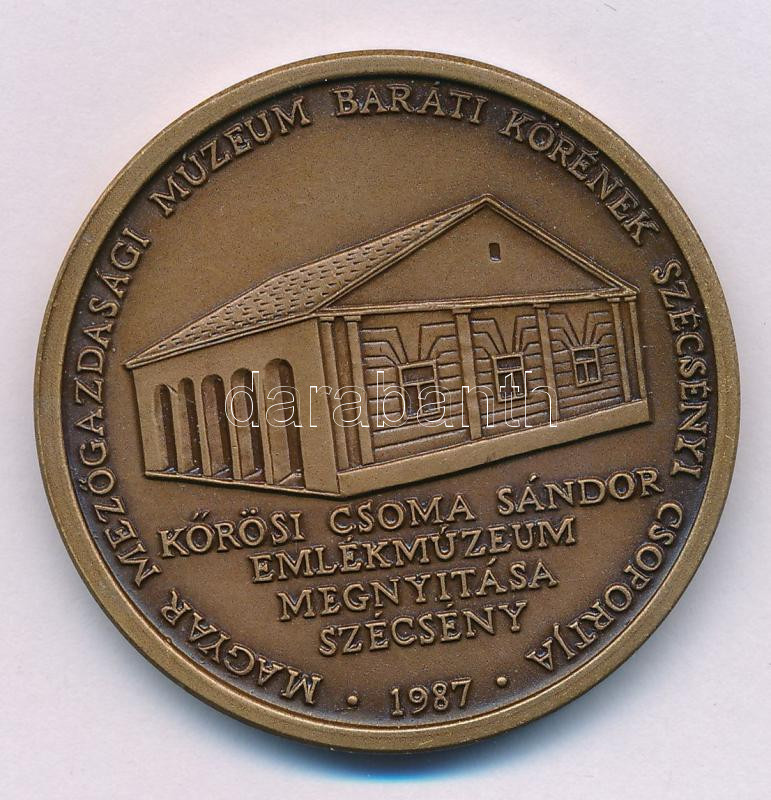 MAGYAR MEZŐGAZDASÁGI MÚZEUM BARÁTI KÖRÉNEK SZÉCSÉNYI CSOPORTJA
KŐRÖSI CSOMA SÁNDOR
EMLÉKMÚZEUM
MEGNYITÁSA
SZÉCSÉNY
· 1987 ·
darabanth